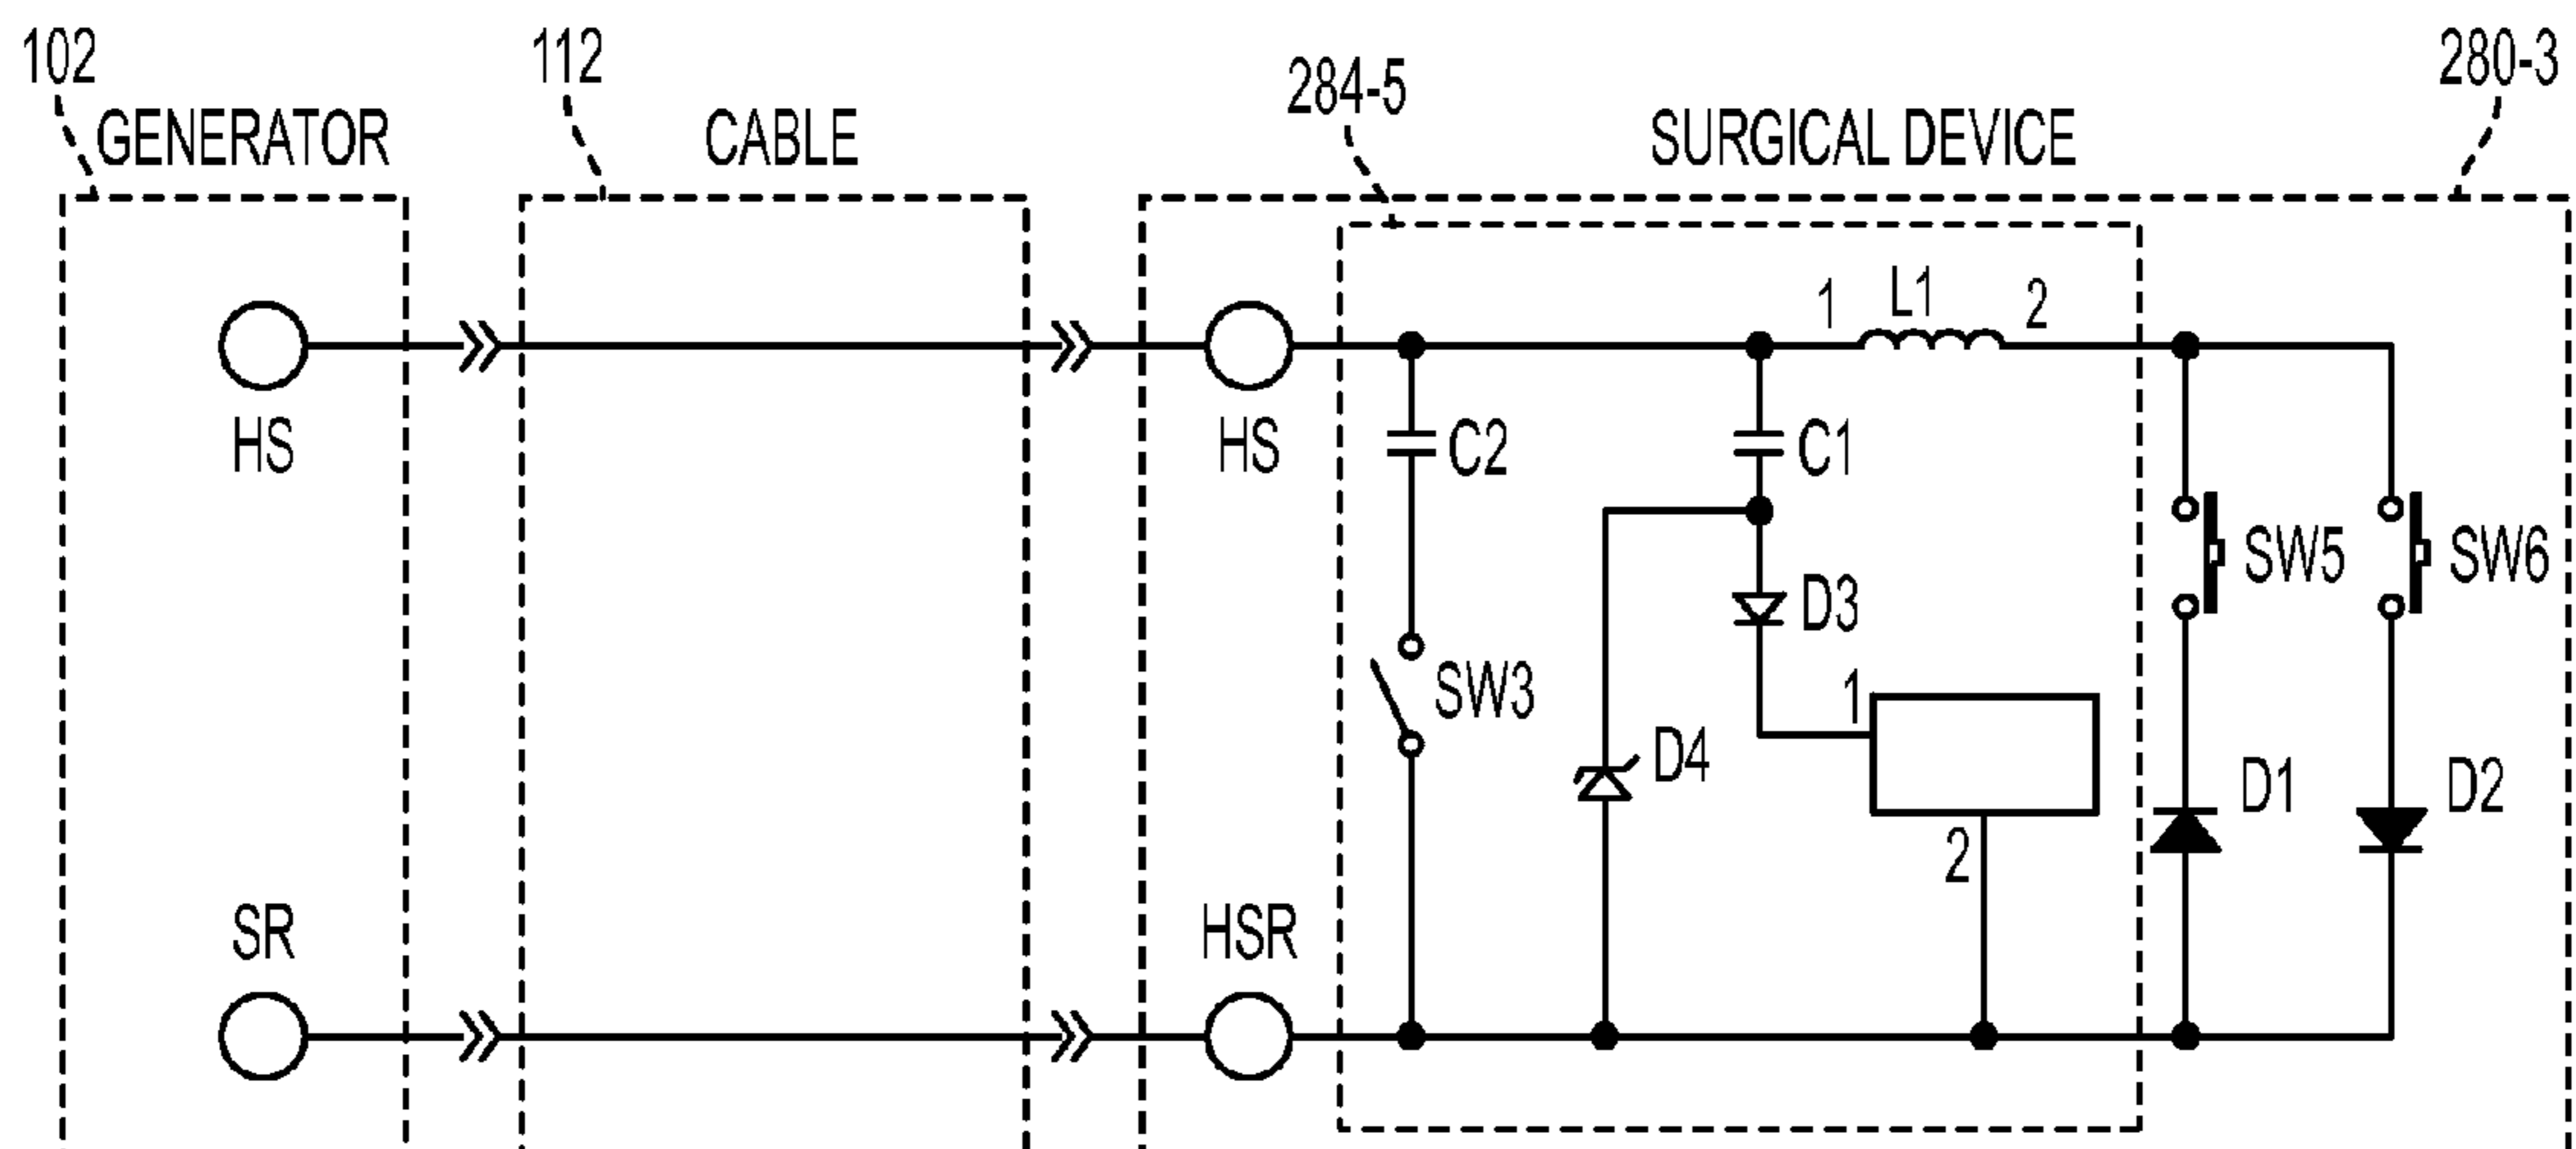 102
112
284-5
280-3
GENERATOR
CABLE
SURGICAL DEVICE
1
L1
2
HS
HS
C2
C1
SW5
SW6
D3
SW3
1
D4
D1
D2
2
SR
HSR